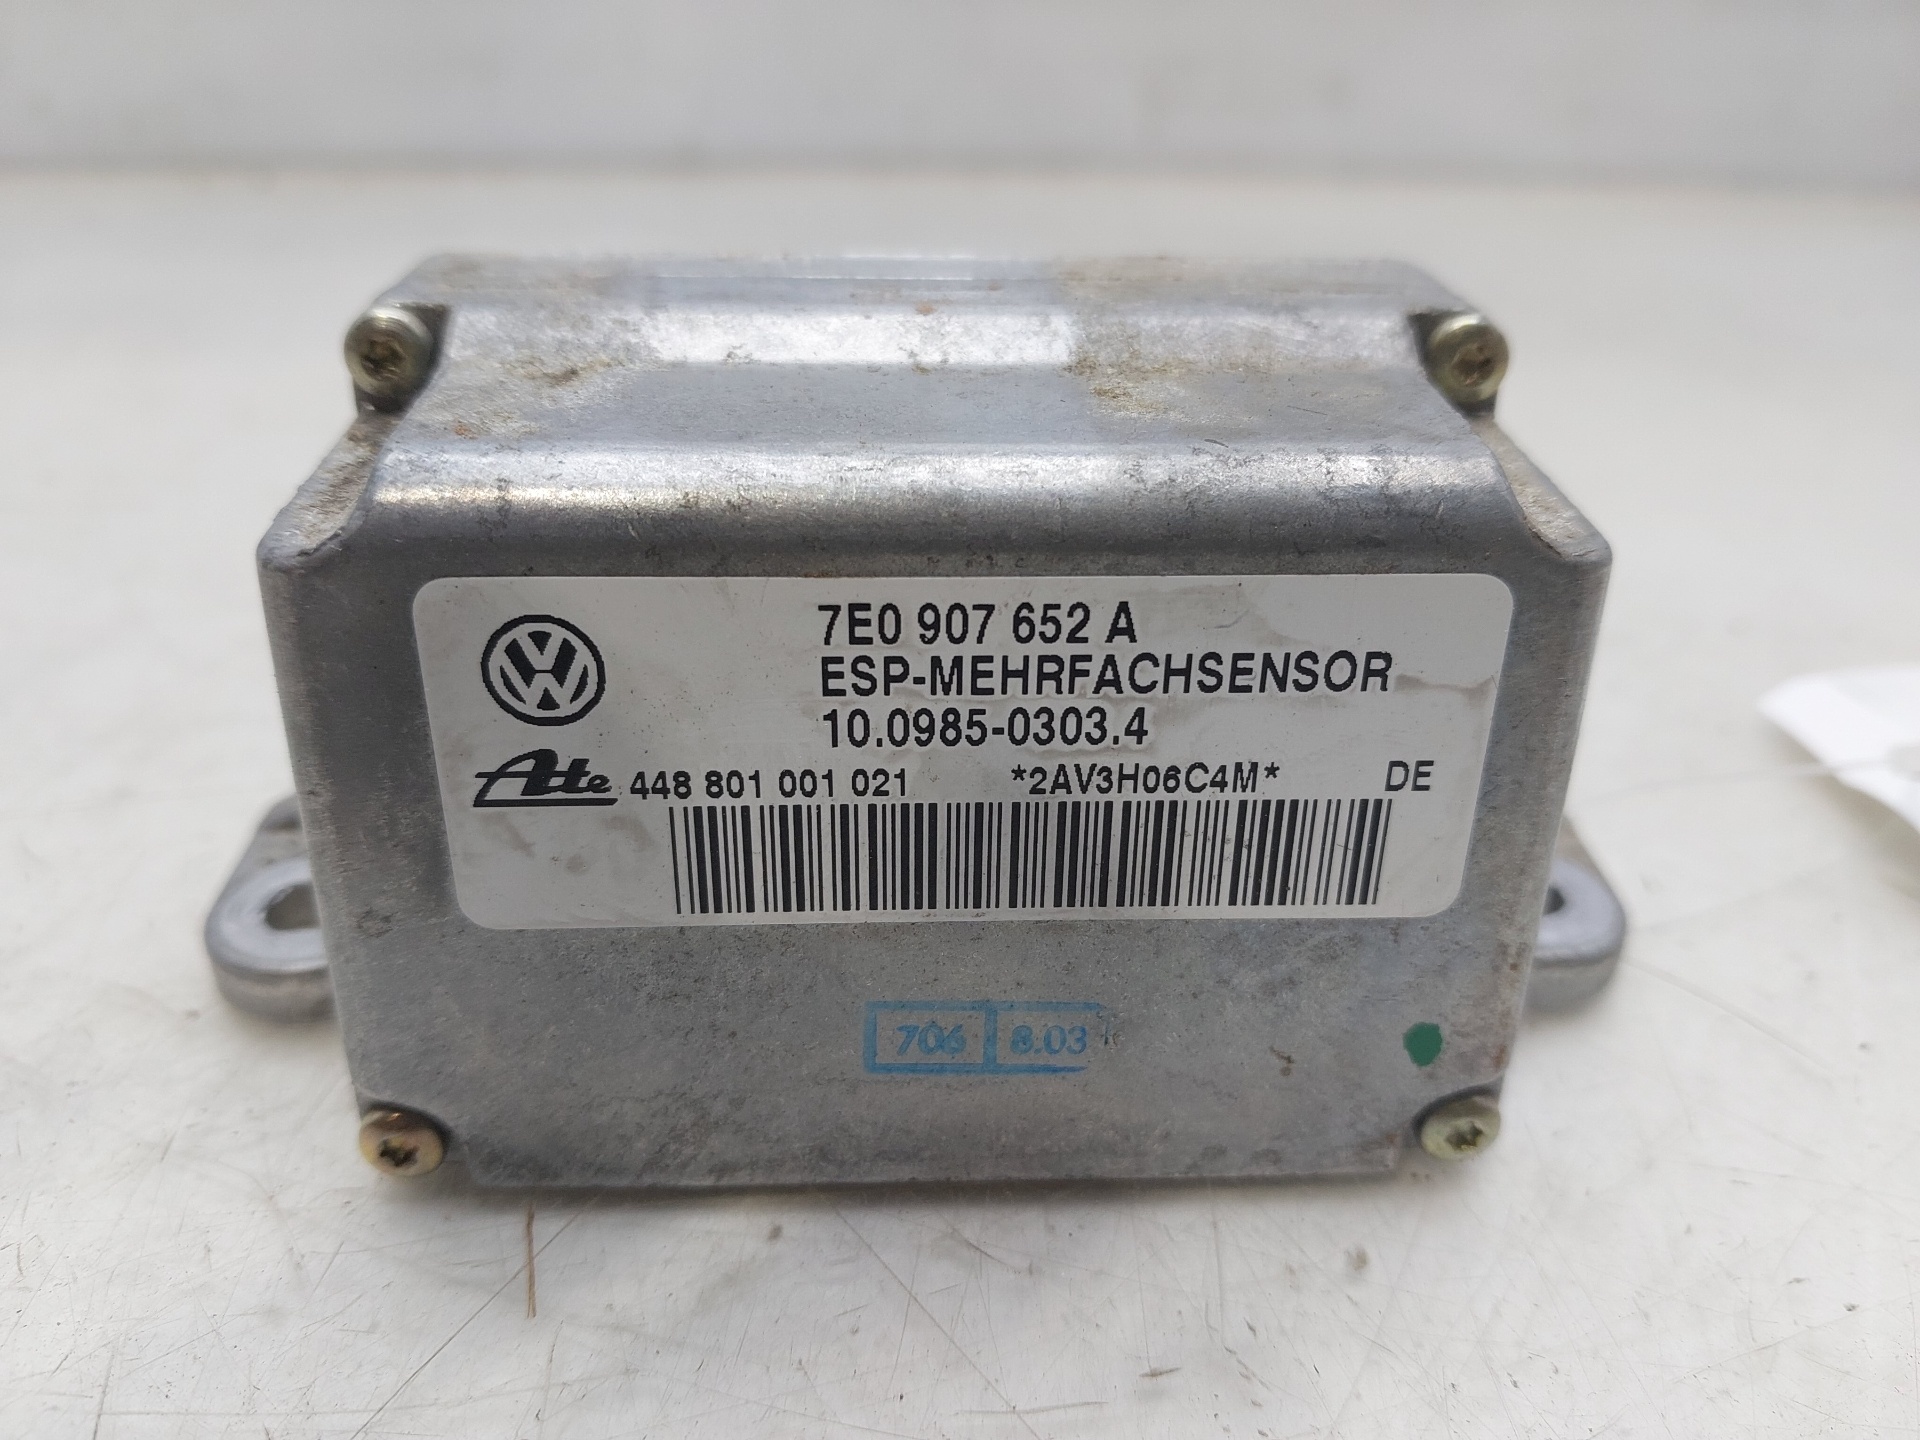 7E0 907 652 A
ESP-MEHRFACHSENSOR
10.0985-0303.4
Ate 448 801 001 021 *2AV3H06C4M* DE
706 8.03